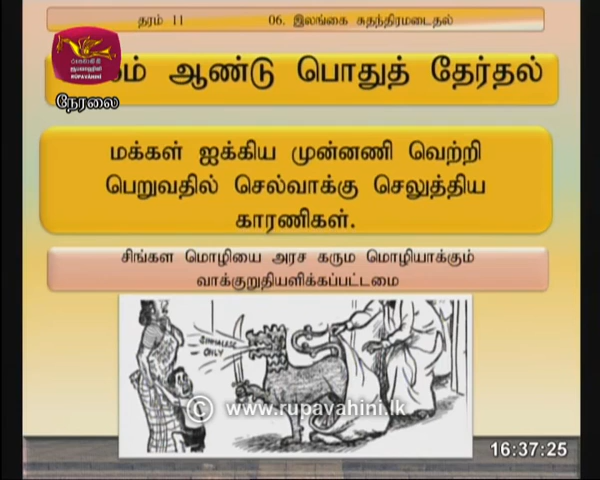 தரம் 11 06. இலங்கை சுதந்திரமடைதல்
ஆண்டு பொதுத் தேர்தல்
RUPAVAHINI
நேரலை
மக்கள் ஐக்கிய முன்னணி வெற்றி
பெறுவதில் செல்வாக்கு செலுத்திய
காரணிகள்.
சிங்கள மொழியை அரச கரும மொழியாக்கும்
வாக்குறுதியளிக்கப்பட்டமை
SINHALESE
ONLY
© www.rupavahini.lk
16:37:25